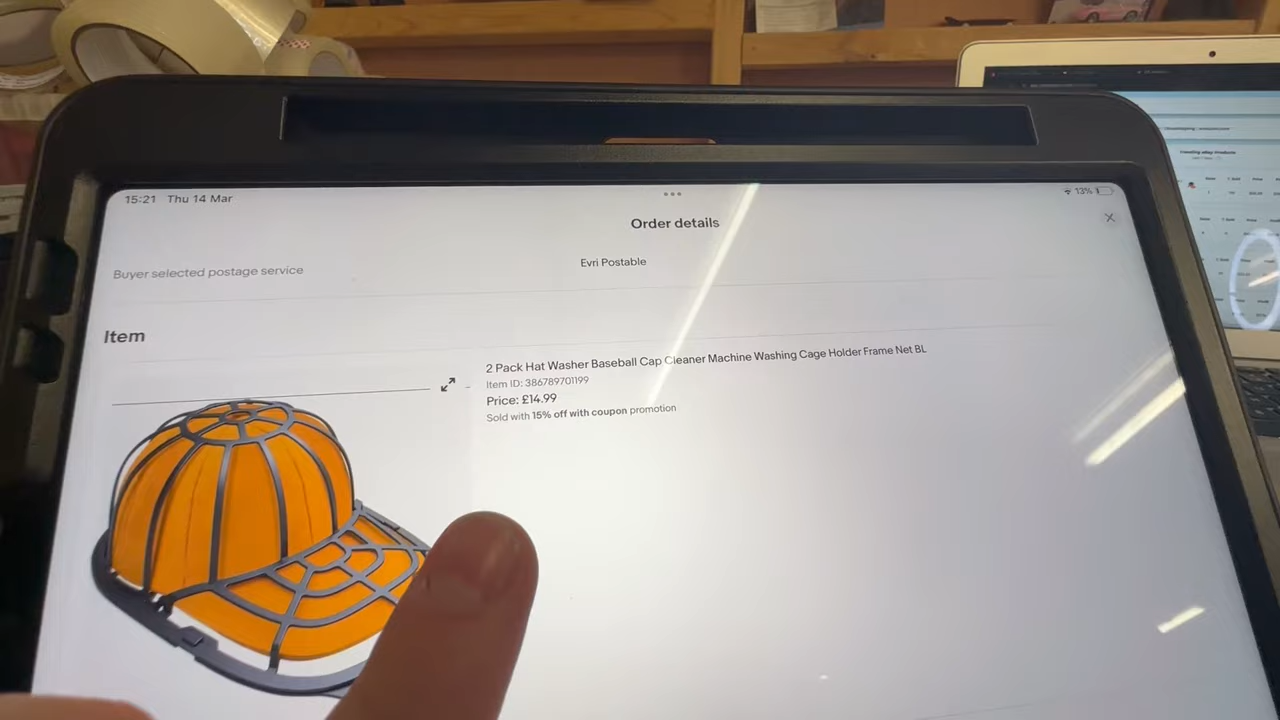 15:21 Thu 14 Mar
13%
Order details
Buyer selected postage service
Evri Postable
Item
2 Pack Hat Washer Baseball Cap Cleaner Machine Washing Cage Holder Frame Net BL
Item ID: 386789701199
Price: £14.99
Sold with 15% off with coupon promotion